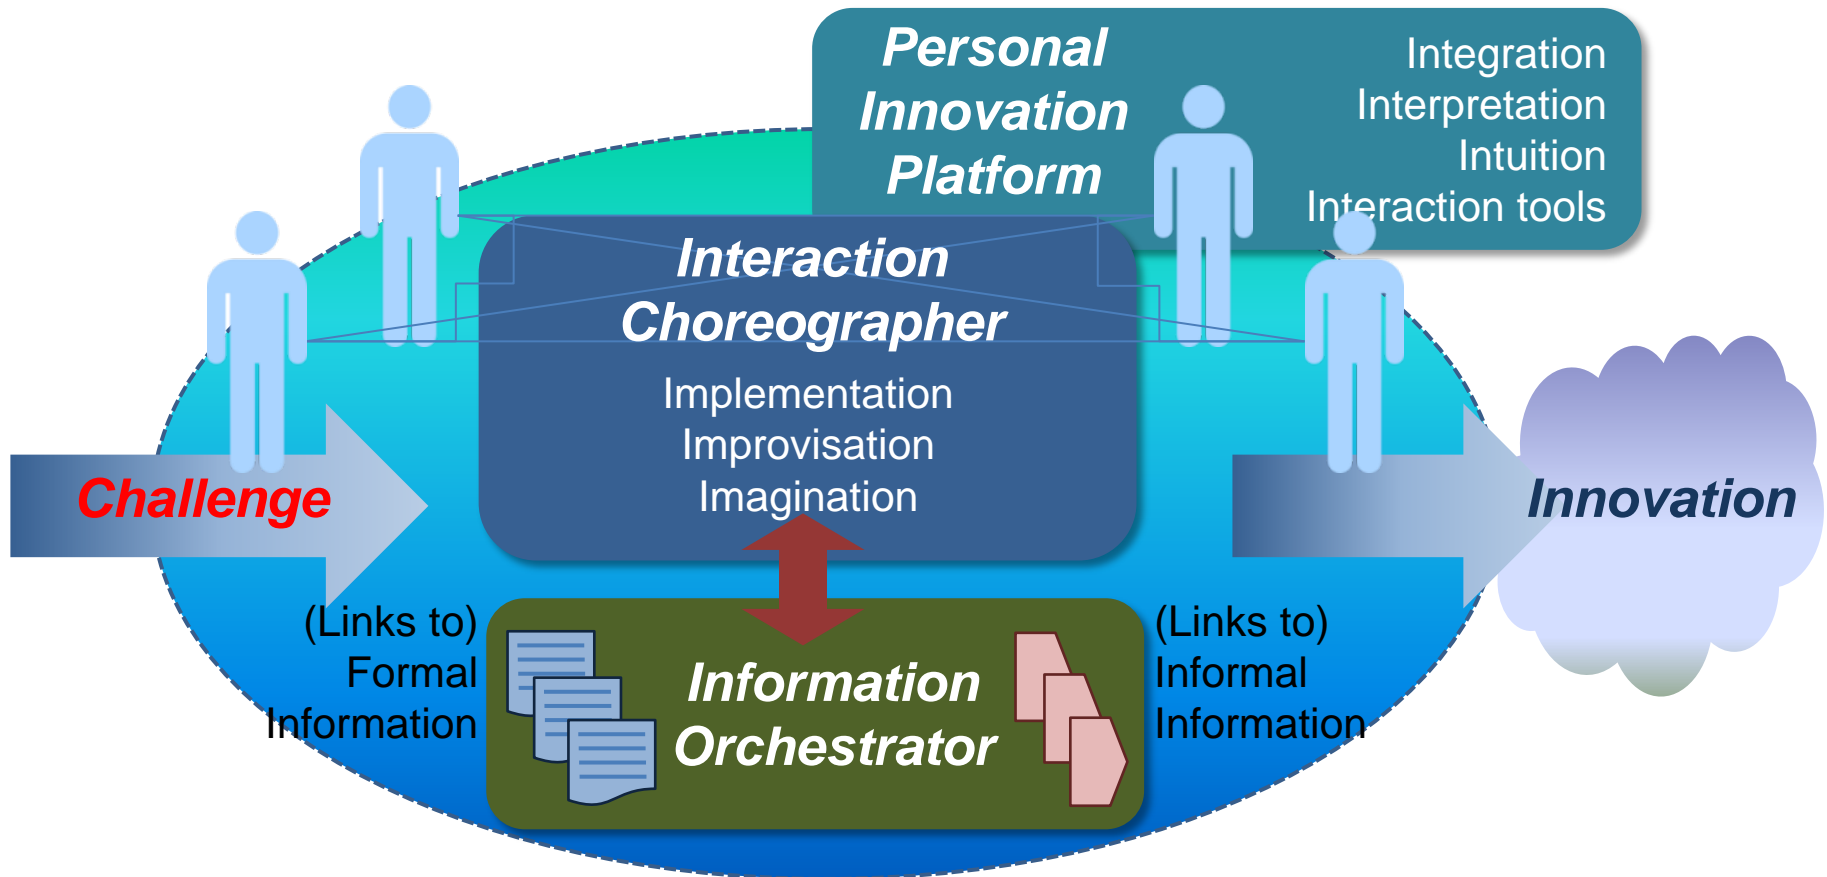 Personal
Innovation
Platform
Integration
Interpretation
Intuition
Interaction tools
Interaction
Choreographer
Implementation
Improvisation
Imagination
Challenge
Innovation
(Links to)
Formal
Information
Information
Orchestrator
(Links to)
Informal
Information